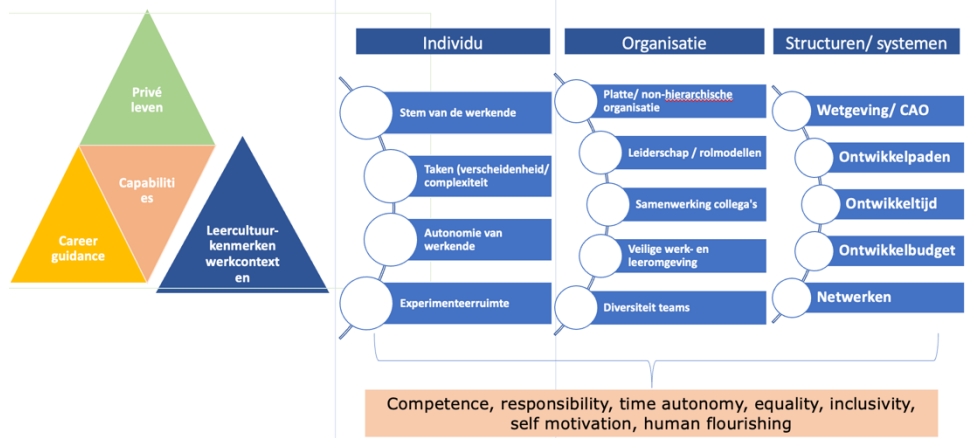 Privé
leven
Capabiliti
es
Career
guidance
Leercultuur-
kenmerken
werkcontext
en
Individu
Stem van de werkende
Taken (verscheidenheid/
complexiteit
Autonomie van
werkende
Experimenteerruimte
Organisatie
Platte/ non-hierarchische
organisatie
Leiderschap / rolmodellen
Samenwerking collega's
Veilige werk- en
leeromgeving
Diversiteit teams
Structuren/ systemen
Wetgeving/ CAO
Ontwikkelpaden
Ontwikkeltijd
Ontwikkelbudget
Netwerken
Competence, responsibility, time autonomy, equality, inclusivity,
self motivation, human flourishing